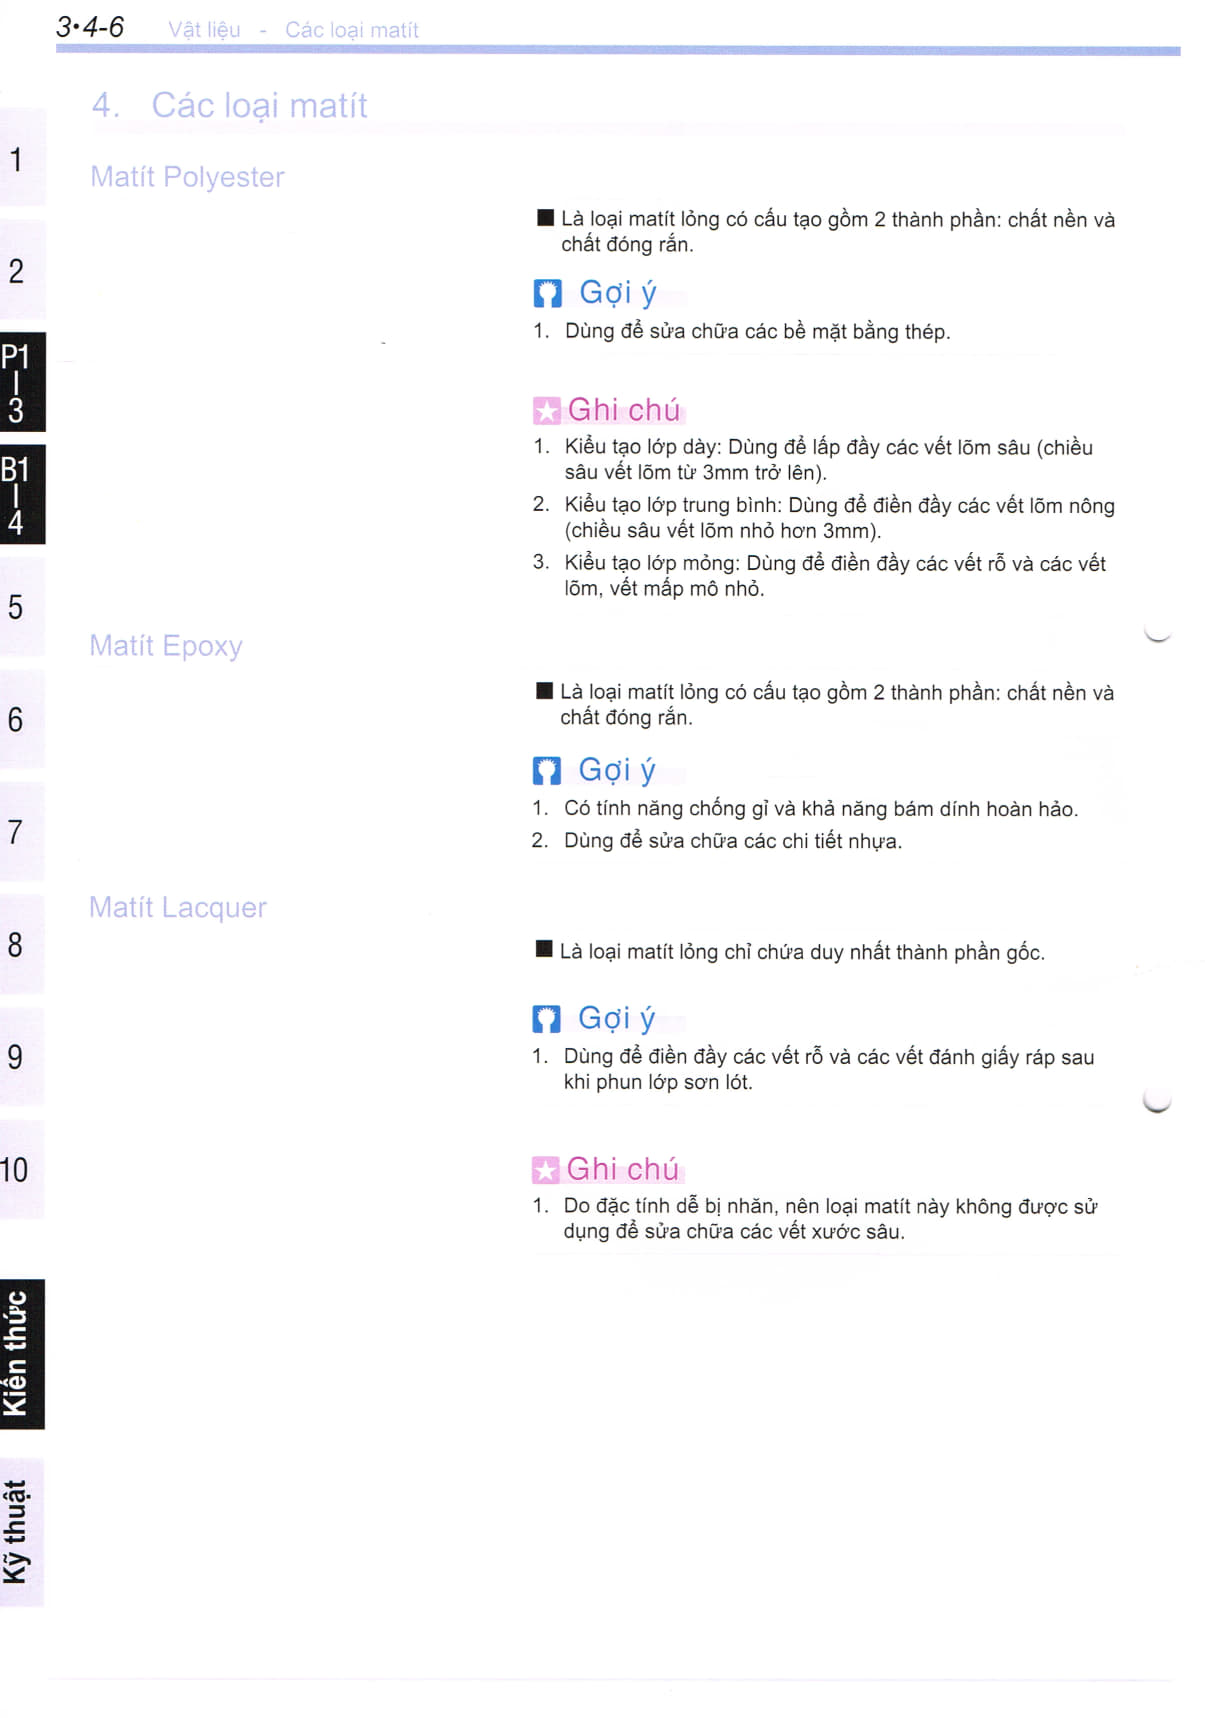 3•4-6 Vật liệu - Các loại matít
4. Các loại matít
Matít Polyester
■ Là loại matít lỏng có cấu tạo gồm 2 thành phần: chất nền và
chất đóng rắn.
Gợi ý
1. Dùng để sửa chữa các bề mặt bằng thép.
Ghi chú
1. Kiểu tạo lớp dày: Dùng để lấp đầy các vết lõm sâu (chiều
sâu vết lõm từ 3mm trở lên).
2. Kiểu tạo lớp trung bình: Dùng để điền đầy các vết lõm nông
(chiều sâu vết lõm nhỏ hơn 3mm).
3. Kiểu tạo lớp mỏng: Dùng để điền đầy các vết rỗ và các vết
lõm, vết mấp mô nhỏ.
Matít Epoxy
■ Là loại matít lỏng có cấu tạo gồm 2 thành phần: chất nền và
chất đóng rắn.
Gợi ý
1. Có tính năng chống gỉ và khả năng bám dính hoàn hảo.
2. Dùng để sửa chữa các chi tiết nhựa.
Matít Lacquer
■ Là loại matít lỏng chỉ chứa duy nhất thành phần gốc.
Gợi ý
1. Dùng để điền đầy các vết rỗ và các vết đánh giấy ráp sau
khi phun lớp sơn lót.
Ghi chú
1. Do đặc tính dễ bị nhăn, nên loại matít này không được sử
dụng để sửa chữa các vết xước sâu.
1
2
P1
|
3
B1
|
4
5
6
7
8
9
10
Kiến thức
Kỹ thuật